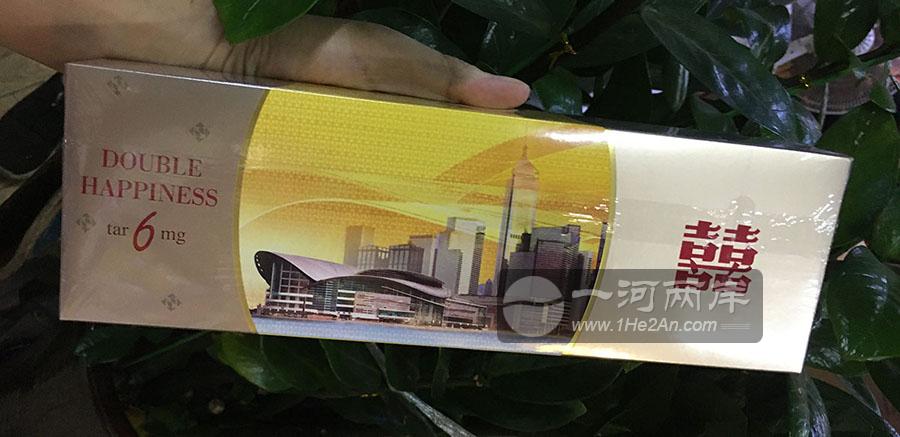 DOUBLE
HAPPINESS
tar 6 mg
囍
一河两岸
www.1He2An.com